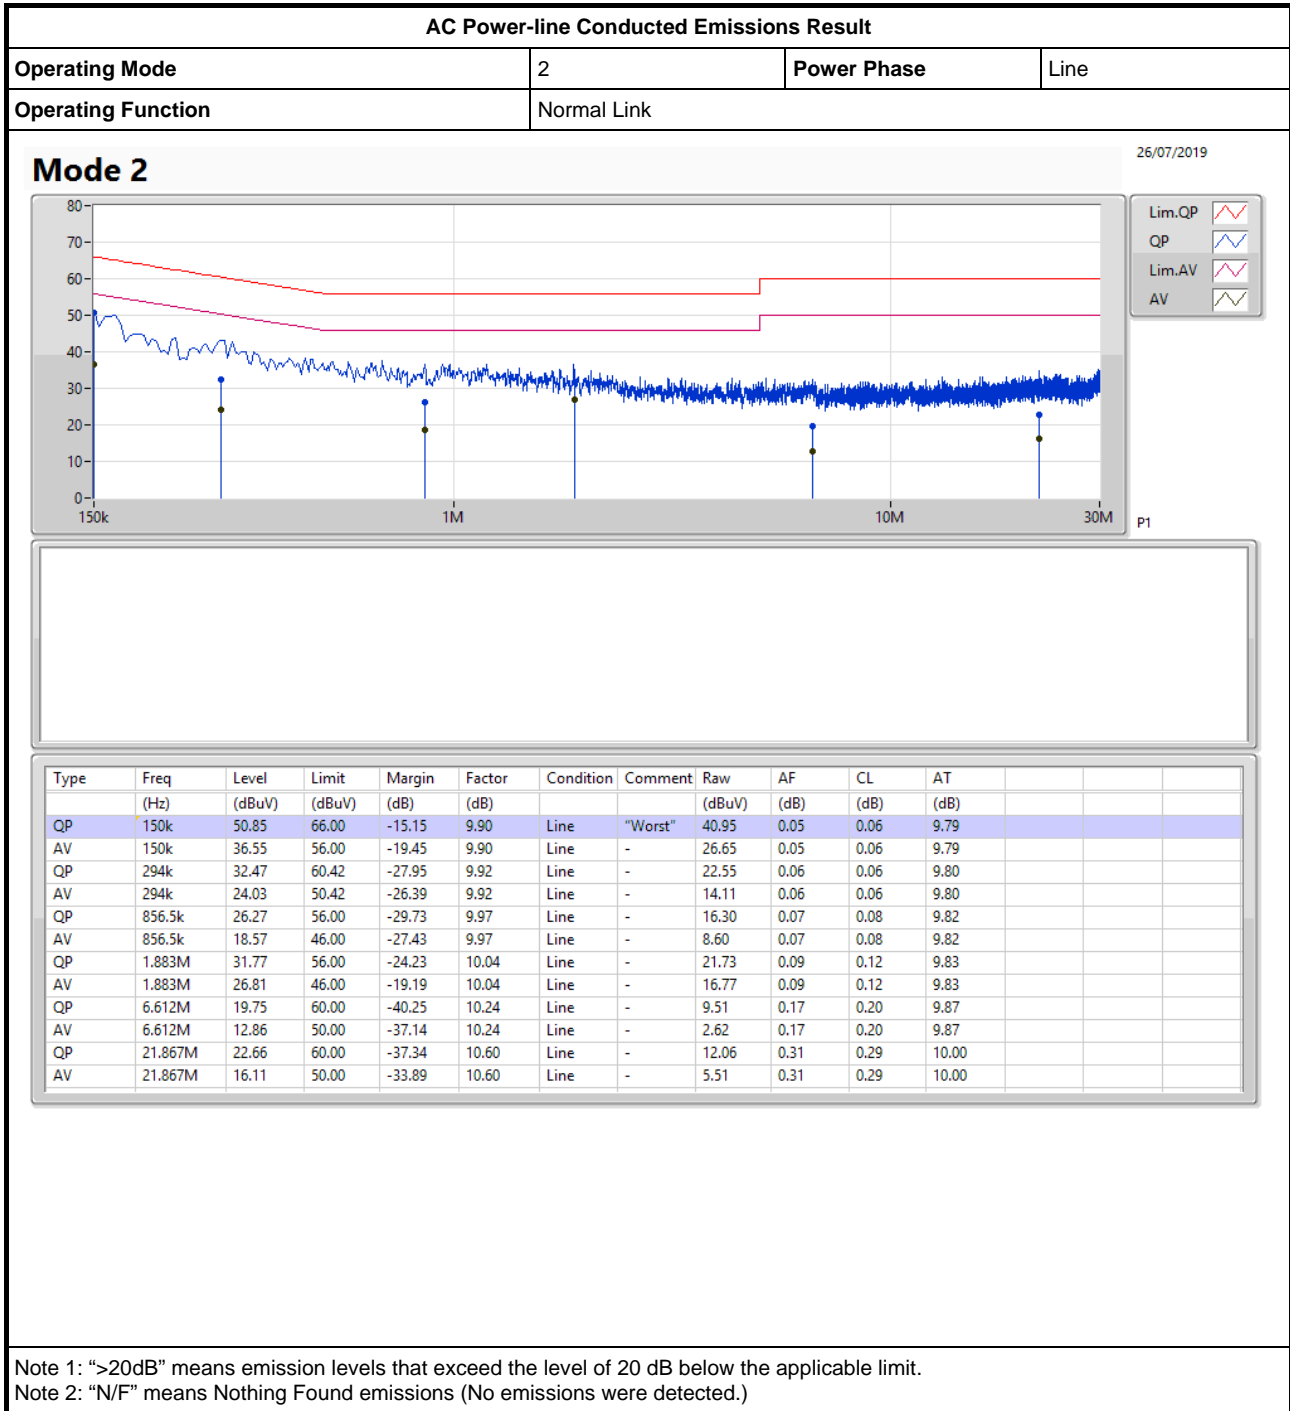 AC Power-line Conducted Emissions Result
Operating Mode 2 Power Phase Line
Operating Function Normal Link
Mode 2
26/07/2019
80
70
60
50
40
30
20
10
0
150k 1M 10M 30M
Lim.QP
QP
Lim.AV
AV
P1
Type Freq Level Limit Margin Factor Condition Comment Raw AF CL AT
(Hz) (dBuV) (dBuV) (dB) (dB) (dBuV) (dB) (dB) (dB)
QP 150k 50.85 66.00 -15.15 9.90 Line "Worst" 40.95 0.05 0.06 9.79
AV 150k 36.55 56.00 -19.45 9.90 Line - 26.65 0.05 0.06 9.79
QP 294k 32.47 60.42 -27.95 9.92 Line - 22.55 0.06 0.06 9.80
AV 294k 24.03 50.42 -26.39 9.92 Line - 14.11 0.06 0.06 9.80
QP 856.5k 26.27 56.00 -29.73 9.97 Line - 16.30 0.07 0.08 9.82
AV 856.5k 18.57 46.00 -27.43 9.97 Line - 8.60 0.07 0.08 9.82
QP 1.883M 31.77 56.00 -24.23 10.04 Line - 21.73 0.09 0.12 9.83
AV 1.883M 26.81 46.00 -19.19 10.04 Line - 16.77 0.09 0.12 9.83
QP 6.612M 19.75 60.00 -40.25 10.24 Line - 9.51 0.17 0.20 9.87
AV 6.612M 12.86 50.00 -37.14 10.24 Line - 2.62 0.17 0.20 9.87
QP 21.867M 22.66 60.00 -37.34 10.60 Line - 12.06 0.31 0.29 10.00
AV 21.867M 16.11 50.00 -33.89 10.60 Line - 5.51 0.31 0.29 10.00
Note 1: “>20dB” means emission levels that exceed the level of 20 dB below the applicable limit.
Note 2: “N/F” means Nothing Found emissions (No emissions were detected.)